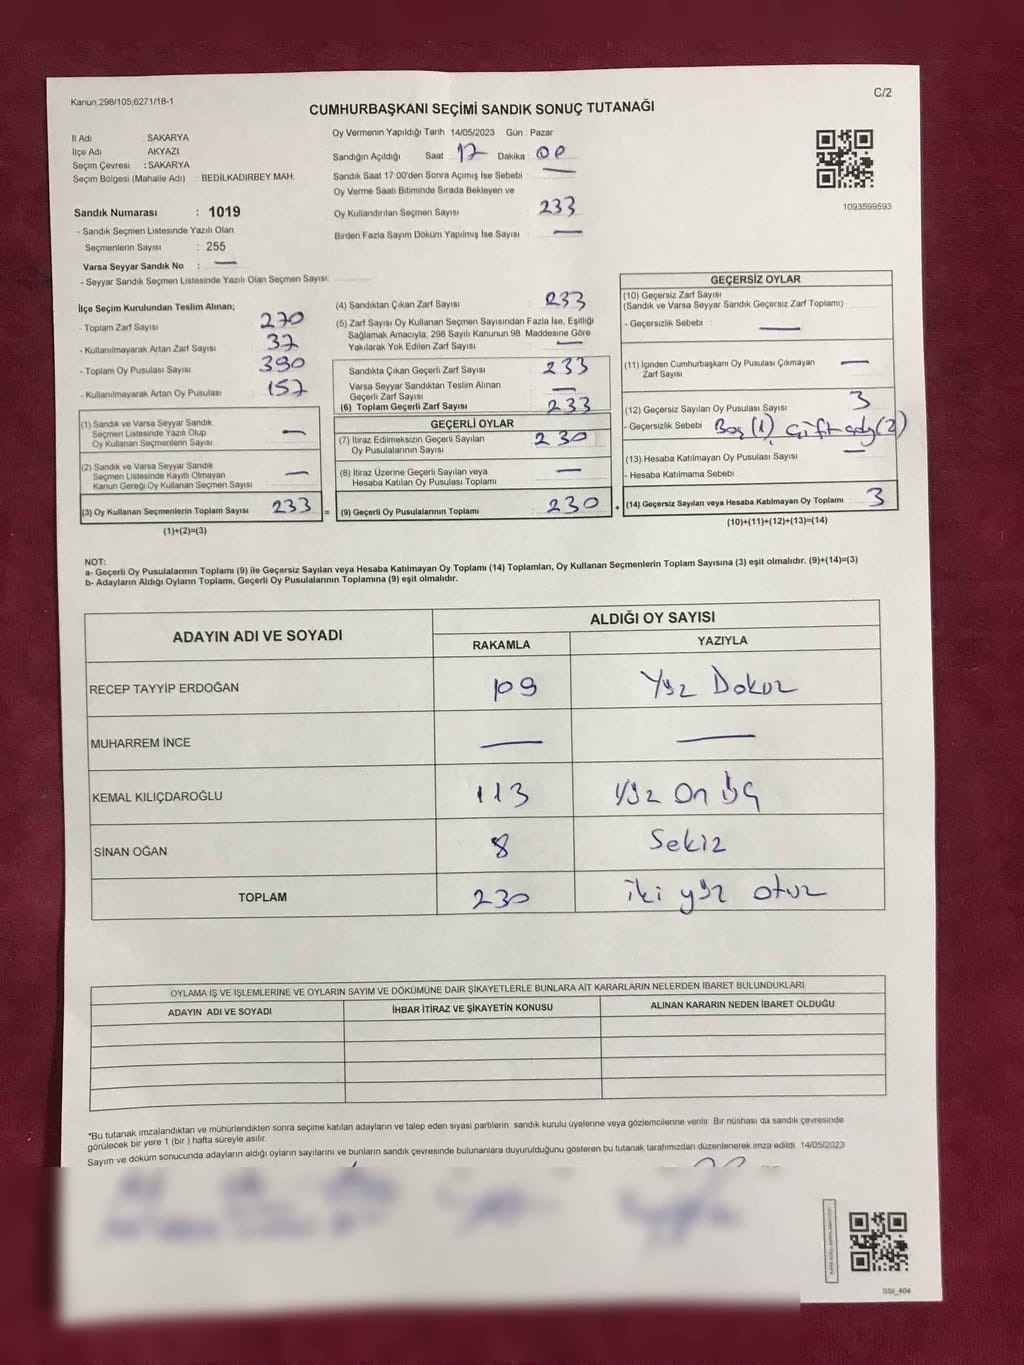 Kanun.298/105;6271/18-1
C/2
CUMHURBAŞKANI SEÇİMİ SANDIK SONUÇ TUTANAĞI
İl Adı SAKARYA
İlçe Adı AKYAZI
Seçim Çevresi : SAKARYA
Seçim Bölgesi (Mahalle Adı) : BEDİLKADIRBEY MAH.
Oy Vermenin Yapıldığı Tarih 14/05/2023 Gün : Pazar
Sandığın Açıldığı Saat 17 Dakika : 00
Sandık Saat 17:00'den Sonra Açımış İse Sebebi : —
Oy Verme Saati Bitiminde Sırada Bekleyen ve
Oy Kullandırılan Seçmen Sayısı : 233
Birden Fazla Sayım Döküm Yapılmış İse Sayısı : —
1093599593
Sandık Numarası : 1019
- Sandık Seçmen Listesinde Yazılı Olan
Seçmenlerin Sayısı : 255
Varsa Seyyar Sandık No : —
- Seyyar Sandık Seçmen Listesinde Yazılı Olan Seçmen Sayısı
İlçe Seçim Kurulundan Teslim Alınan;
- Toplam Zarf Sayısı 270
- Kullanılmayarak Artan Zarf Sayısı 37
- Toplam Oy Pusulası Sayısı 390
- Kullanılmayarak Artan Oy Pusulası 157
(1) Sandık ve Varsa Seyyar Sandık
Seçmen Listesinde Yazılı Olup
Oy Kullanan Seçmenlerin Sayısı —
(2) Sandık ve Varsa Seyyar Sandık
Seçmen Listesinde Kayıtlı Olmayan
Kanun Gereği Oy Kullanan Seçmen Sayısı —
(3) Oy Kullanan Seçmenlerin Toplam Sayısı 233 =
(1)+(2)=(3)
(4) Sandıktan Çıkan Zarf Sayısı 233
(5) Zarf Sayısı Oy Kullanan Seçmen Sayısından Fazla İse, Eşitliği
Sağlamak Amacıyla, 298 Sayılı Kanunun 98. Maddesine Göre
Yakılarak Yok Edilen Zarf Sayısı —
Sandıkta Çıkan Geçerli Zarf Sayısı : 233
Varsa Seyyar Sandıktan Teslim Alınan
Geçerli Zarf Sayısı : —
(6) Toplam Geçerli Zarf Sayısı : 233
GEÇERLİ OYLAR
(7) İtiraz Edilmeksizin Geçerli Sayılan
Oy Pusulalarının Sayısı : 230
(8) İtiraz Üzerine Geçerli Sayılan veya
Hesaba Katılan Oy Pusulası Toplamı : —
(9) Geçerli Oy Pusulalarının Toplamı : 230 +
GEÇERSİZ OYLAR
(10) Geçersiz Zarf Sayısı
(Sandık ve Varsa Seyyar Sandık Geçersiz Zarf Toplamı)
- Geçersizlik Sebebi : —
(11) İçinden Cumhurbaşkanı Oy Pusulası Çıkmayan
Zarf Sayısı —
(12) Geçersiz Sayılan Oy Pusulası Sayısı 3
- Geçersizlik Sebebi : Boş (1) çift oy (2)
(13) Hesaba Katılmayan Oy Pusulası Sayısı —
- Hesaba Katılmama Sebebi
(14) Geçersiz Sayılan veya Hesaba Katılmayan Oy Toplamı 3
(10)+(11)+(12)+(13)=(14)
NOT:
a- Geçerli Oy Pusulalarının Toplamı (9) ile Geçersiz Sayılan veya Hesaba Katılmayan Oy Toplamı (14) Toplamları, Oy Kullanan Seçmenlerin Toplam Sayısına (3) eşit olmalıdır. (9)+(14)=(3)
b- Adayların Aldığı Oyların Toplamı, Geçerli Oy Pusulalarının Toplamına (9) eşit olmalıdır.
ADAYIN ADI VE SOYADI
ALDIĞI OY SAYISI
RAKAMLA YAZIYLA
RECEP TAYYİP ERDOĞAN 109 Yüz Dokuz
MUHARREM İNCE — —
KEMAL KILIÇDAROĞLU 113 Yüz On Üç
SİNAN OĞAN 8 Sekiz
TOPLAM 230 iki yüz otuz
OYLAMA İŞ VE İŞLEMLERİNE VE OYLARIN SAYIM VE DÖKÜMÜNE DAİR ŞİKAYETLERLE BUNLARA AİT KARARLARIN NELERDEN İBARET BULUNDUKLARI
ADAYIN ADI VE SOYADI İHBAR İTİRAZ VE ŞİKAYETİN KONUSU ALINAN KARARIN NEDEN İBARET OLDUĞU
*Bu tutanak imzalandıktan ve mühürlendikten sonra seçime katılan adayların ve talep eden siyasi partilerin sandık kurulu üyelerine veya gözlemcilerine verilir. Bir nüshası da sandık çevresinde
görülecek bir yere 1 (bir ) hafta süreyle asılır.
Sayım ve döküm sonucunda adayların aldığı oyların sayılarını ve bunların sandık çevresinde bulunanlara duyurulduğunu gösteren bu tutanak tarafımızdan düzenlenerek imza edildi. 14/05/2023
SSI_404